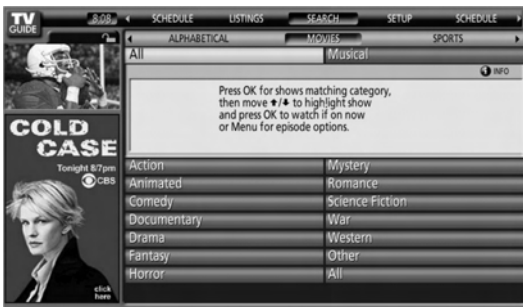 TV
GUIDE
8:08
SCHEDULE LISTINGS SEARCH SETUP SCHEDULE
ALPHABETICAL MOVIES SPORTS
All Musical
INFO
Press OK for shows matching category,
then move ↑/↓ to highlight show
and press OK to watch if on now
or Menu for episode options.
COLD
CASE
Tonight 8/7pm
CBS
click
here
Action Mystery
Animated Romance
Comedy Science Fiction
Documentary War
Drama Western
Fantasy Other
Horror All